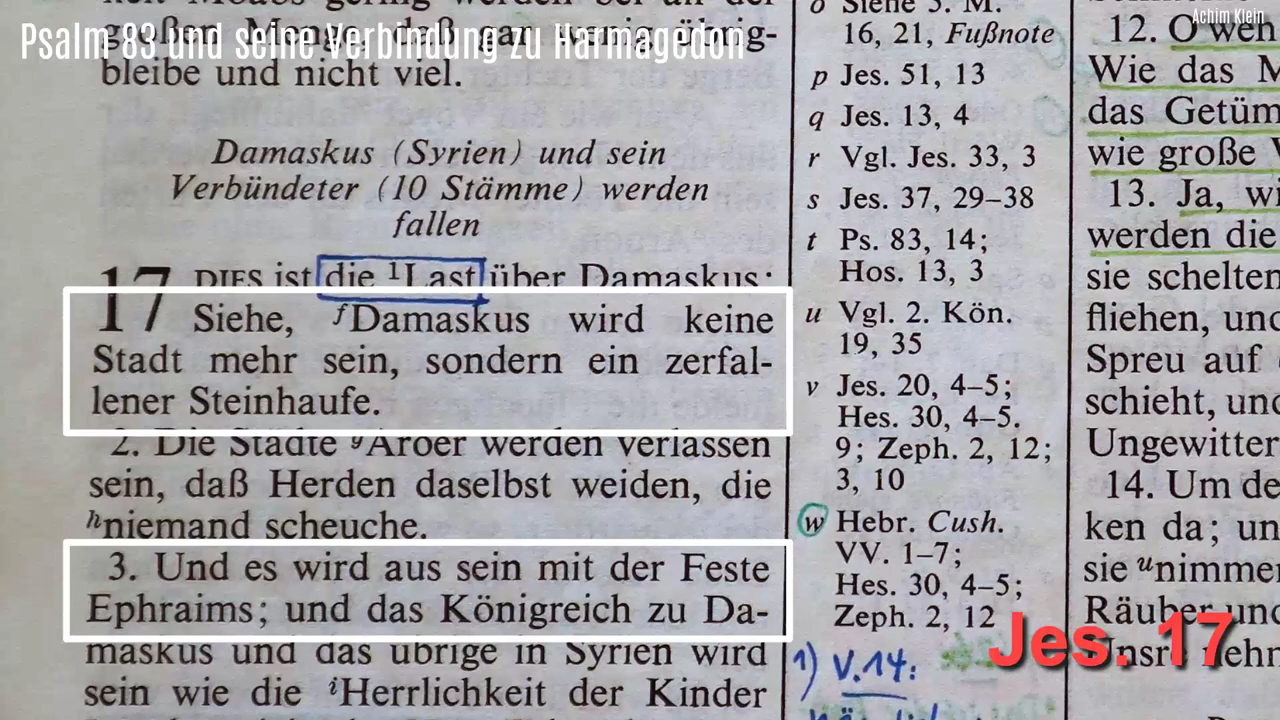 Achim Klein
Psalm 83 und seine Verbindung zu Harmagedon
bleibe und nicht viel.
Damaskus (Syrien) und sein
Verbündeter (10 Stämme) werden
fallen
17 DIES ist die ¹Last über Damaskus:
Siehe, ᶠDamaskus wird keine
Stadt mehr sein, sondern ein zerfal-
lener Steinhaufe.
2. Die Städte ᵍAroer werden verlassen
sein, daß Herden daselbst weiden, die
ʰniemand scheuche.
3. Und es wird aus sein mit der Feste
Ephraims; und das Königreich zu Da-
maskus und das übrige in Syrien wird
sein wie die ⁱHerrlichkeit der Kinder
o Siehe 5. M.
16, 21, Fußnote
p Jes. 51, 13
q Jes. 13, 4
r Vgl. Jes. 33, 3
s Jes. 37, 29–38
t Ps. 83, 14;
Hos. 13, 3
u Vgl. 2. Kön.
19, 35
v Jes. 20, 4–5;
Hes. 30, 4–5.
9; Zeph. 2, 12;
3, 10
w Hebr. Cush.
VV. 1–7;
Hes. 30, 4–5;
Zeph. 2, 12
1) V.14:
12. O weh
Wie das M
das Getüm
wie große
13. Ja, wi
werden die
sie schelten
fliehen, und
Spreu auf
schieht, und
Ungewitter
14. Um de
ken da; un
sie ᵘnimmer
Räuber und
Jes. 17